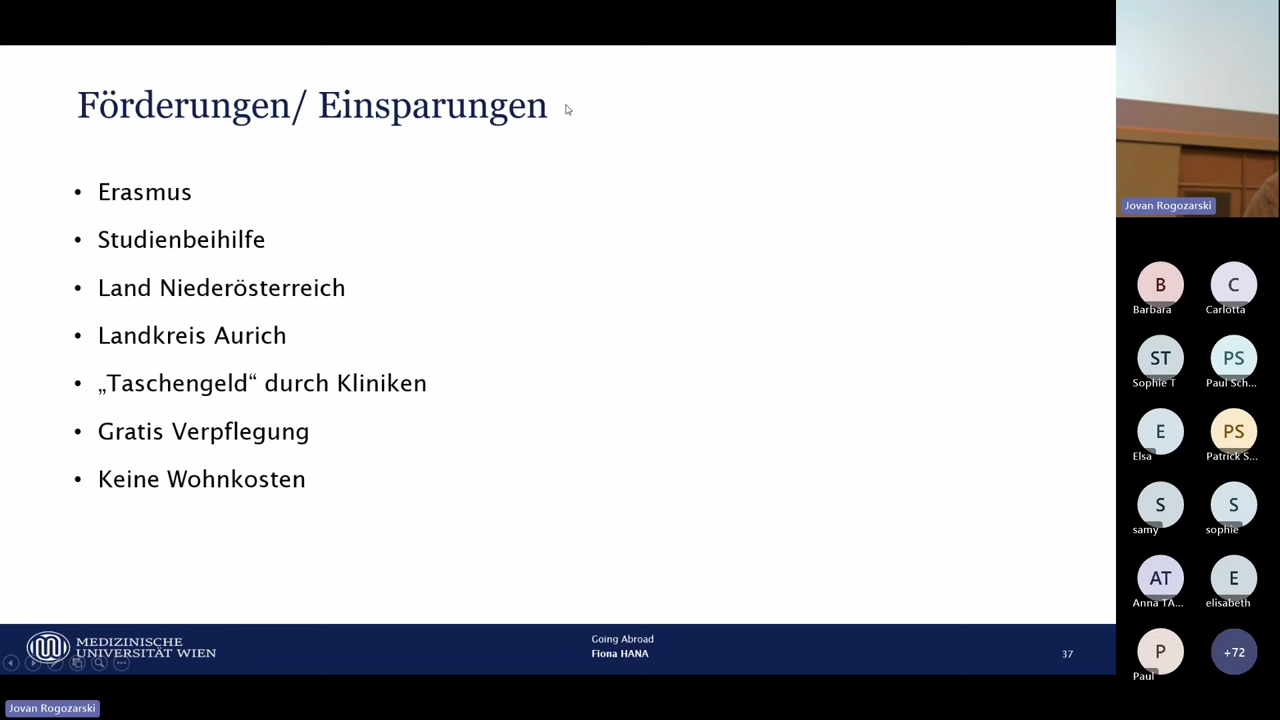 Förderungen/ Einsparungen
• Erasmus
• Studienbeihilfe
• Land Niederösterreich
• Landkreis Aurich
• „Taschengeld“ durch Kliniken
• Gratis Verpflegung
• Keine Wohnkosten
MEDIZINISCHE
UNIVERSITÄT WIEN
Going Abroad
Fiona HANA
37
Jovan Rogozarski
Jovan Rogozarski
B
C
Barbara
Carlotta
ST
PS
Sophie T
Paul Sch...
E
PS
Elsa
Patrick S...
S
S
samy
sophie
AT
E
Anna TA...
elisabeth
P
+72
Paul